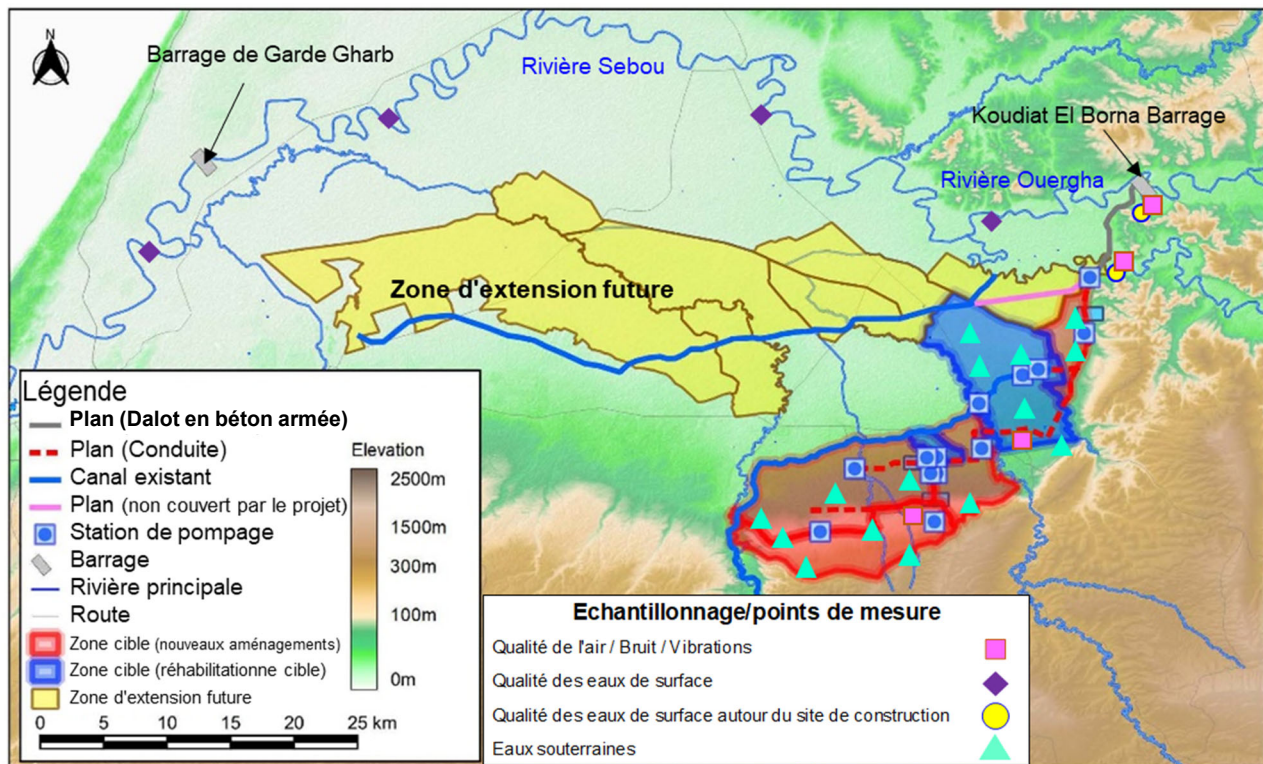 N
Barrage de Garde Gharb
Rivière Sebou
Koudiat El Borna Barrage
Rivière Ouergha
Zone d'extension future
Légende
Plan (Dalot en béton armée)
Plan (Conduite)
Canal existant
Plan (non couvert par le projet)
Station de pompage
Barrage
Rivière principale
Route
Zone cible (nouveaux aménagements)
Zone cible (réhabilitationne cible)
Zone d'extension future
0 5 10 15 20 25 km
Elevation
2500m
1500m
300m
100m
0m
Echantillonnage/points de mesure
Qualité de l'air / Bruit / Vibrations
Qualité des eaux de surface
Qualité des eaux de surface autour du site de construction
Eaux souterraines